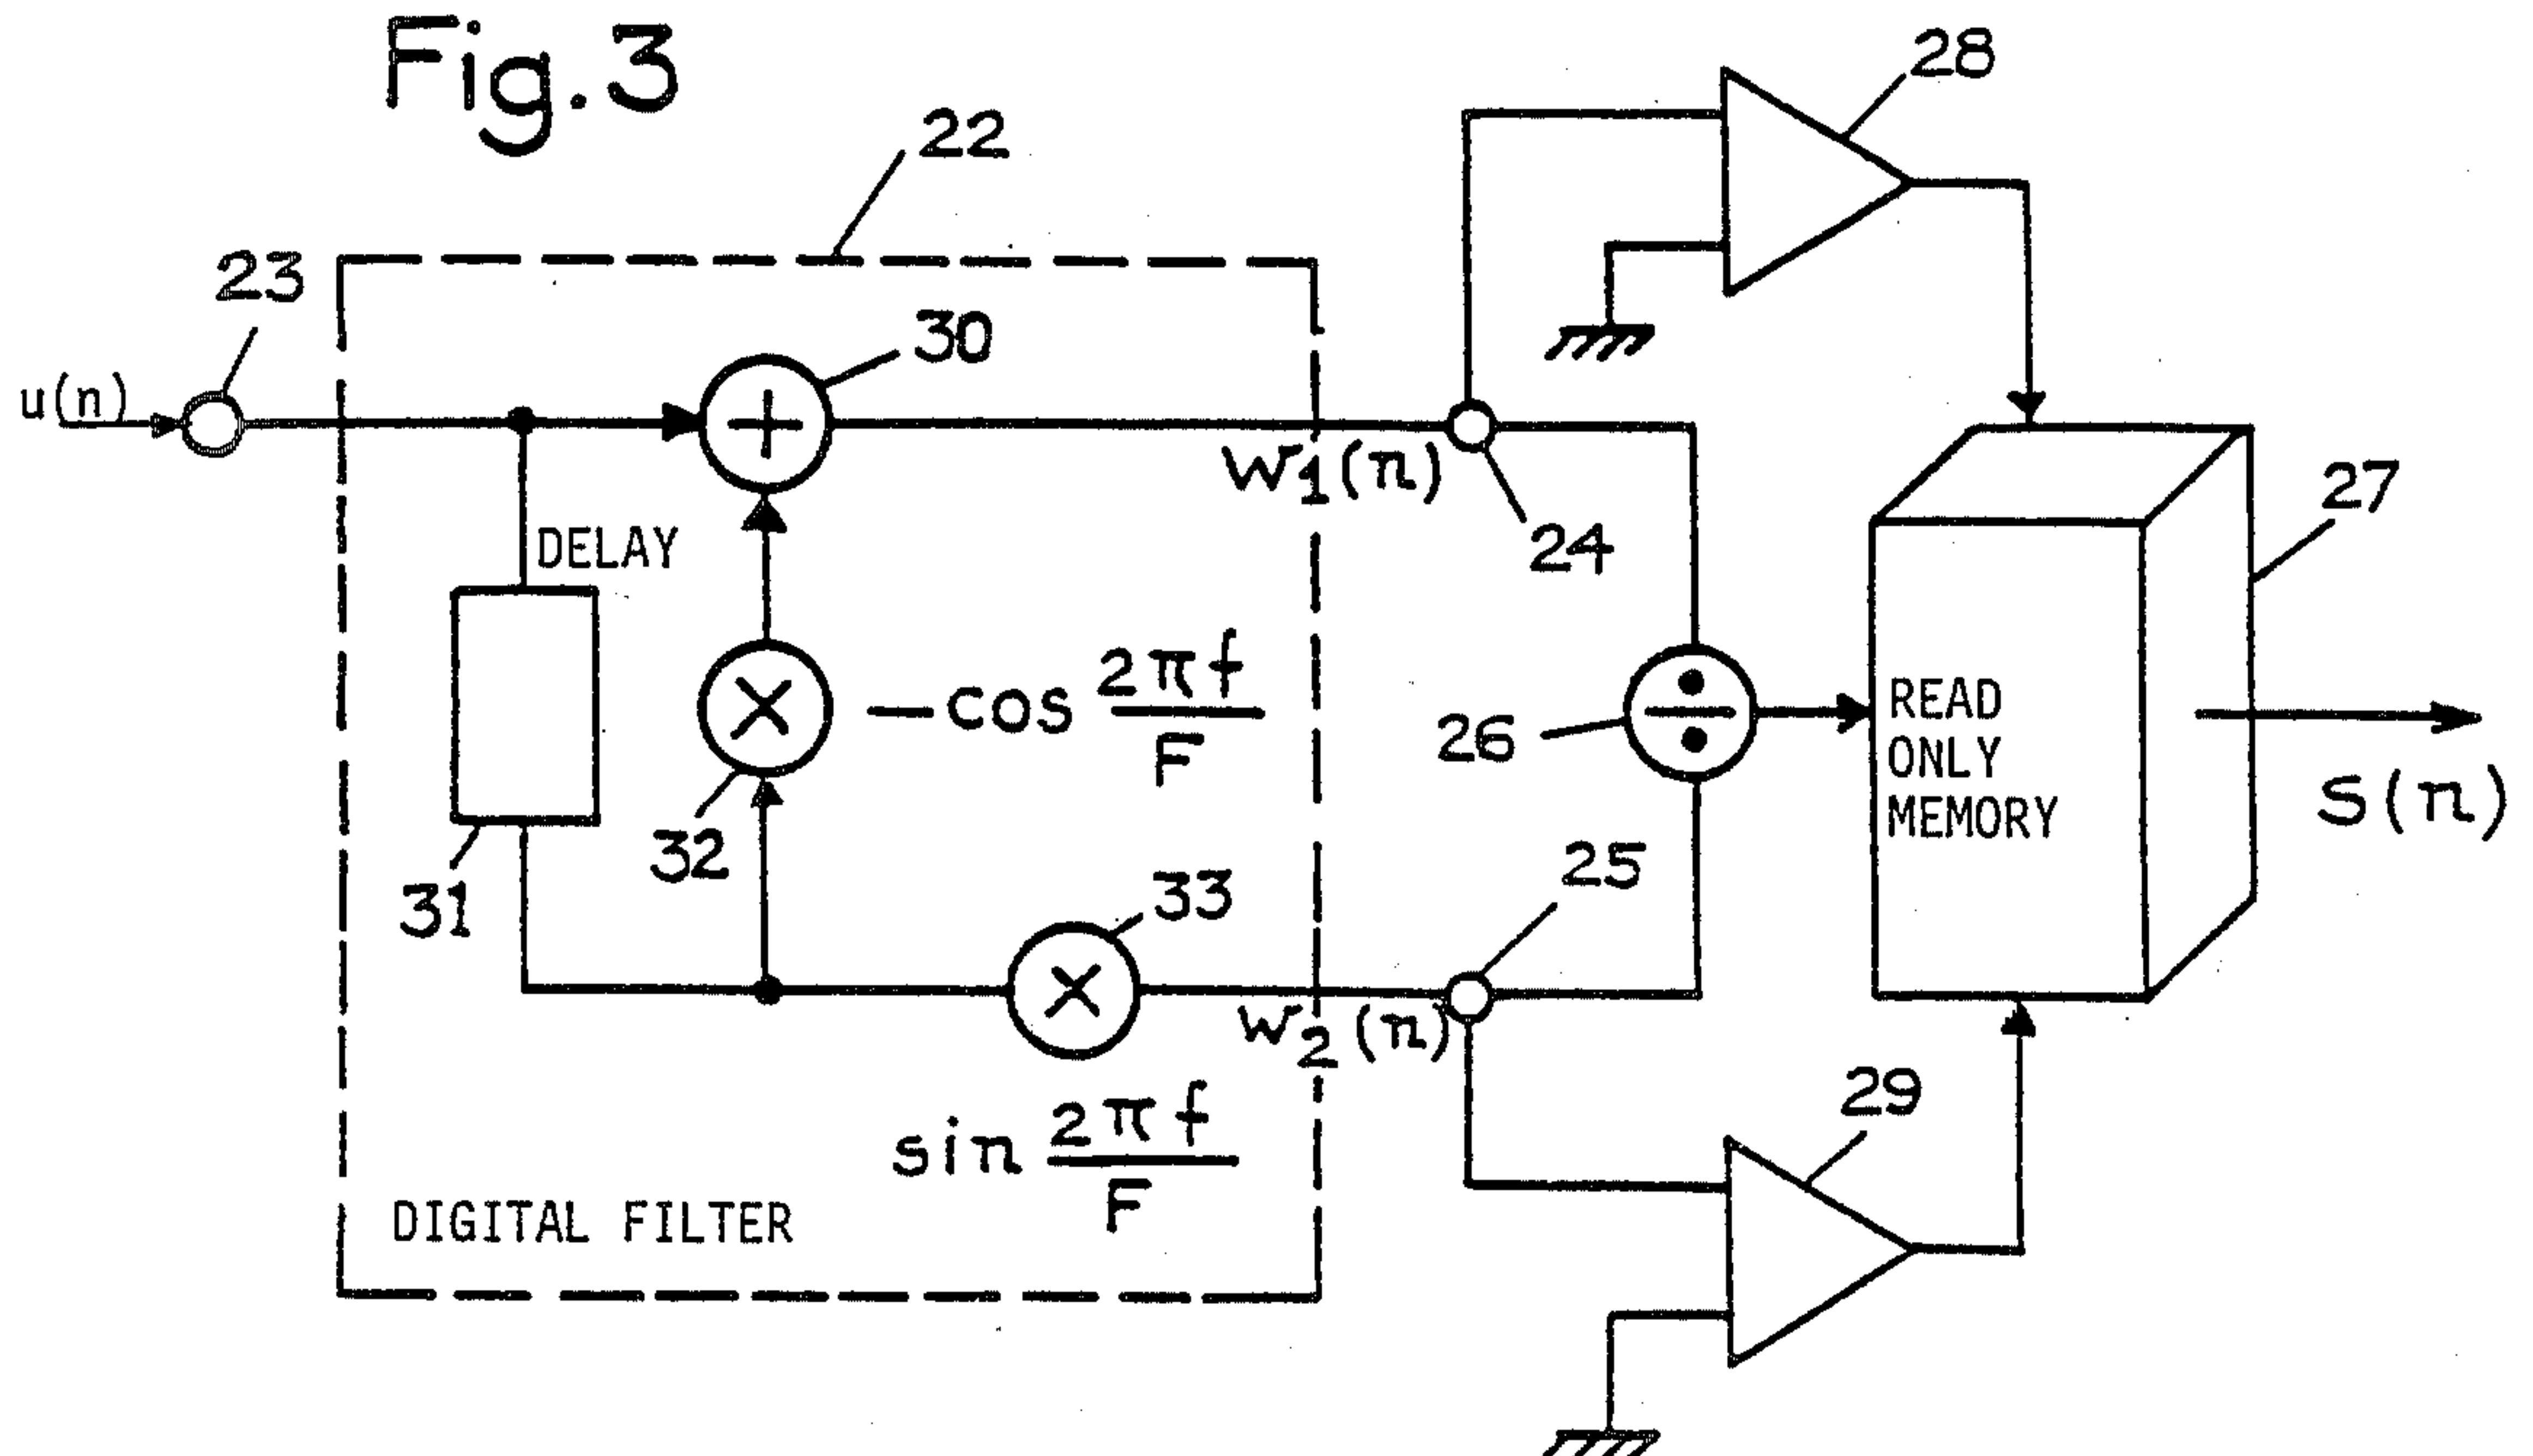 Fig. 3
28
22
23
30
u(n)
W1(n)
27
24
DELAY
- cos 2πf/F
READ
ONLY
MEMORY
26
S(n)
32
25
33
31
W2(n)
29
sin 2πf/F
DIGITAL FILTER